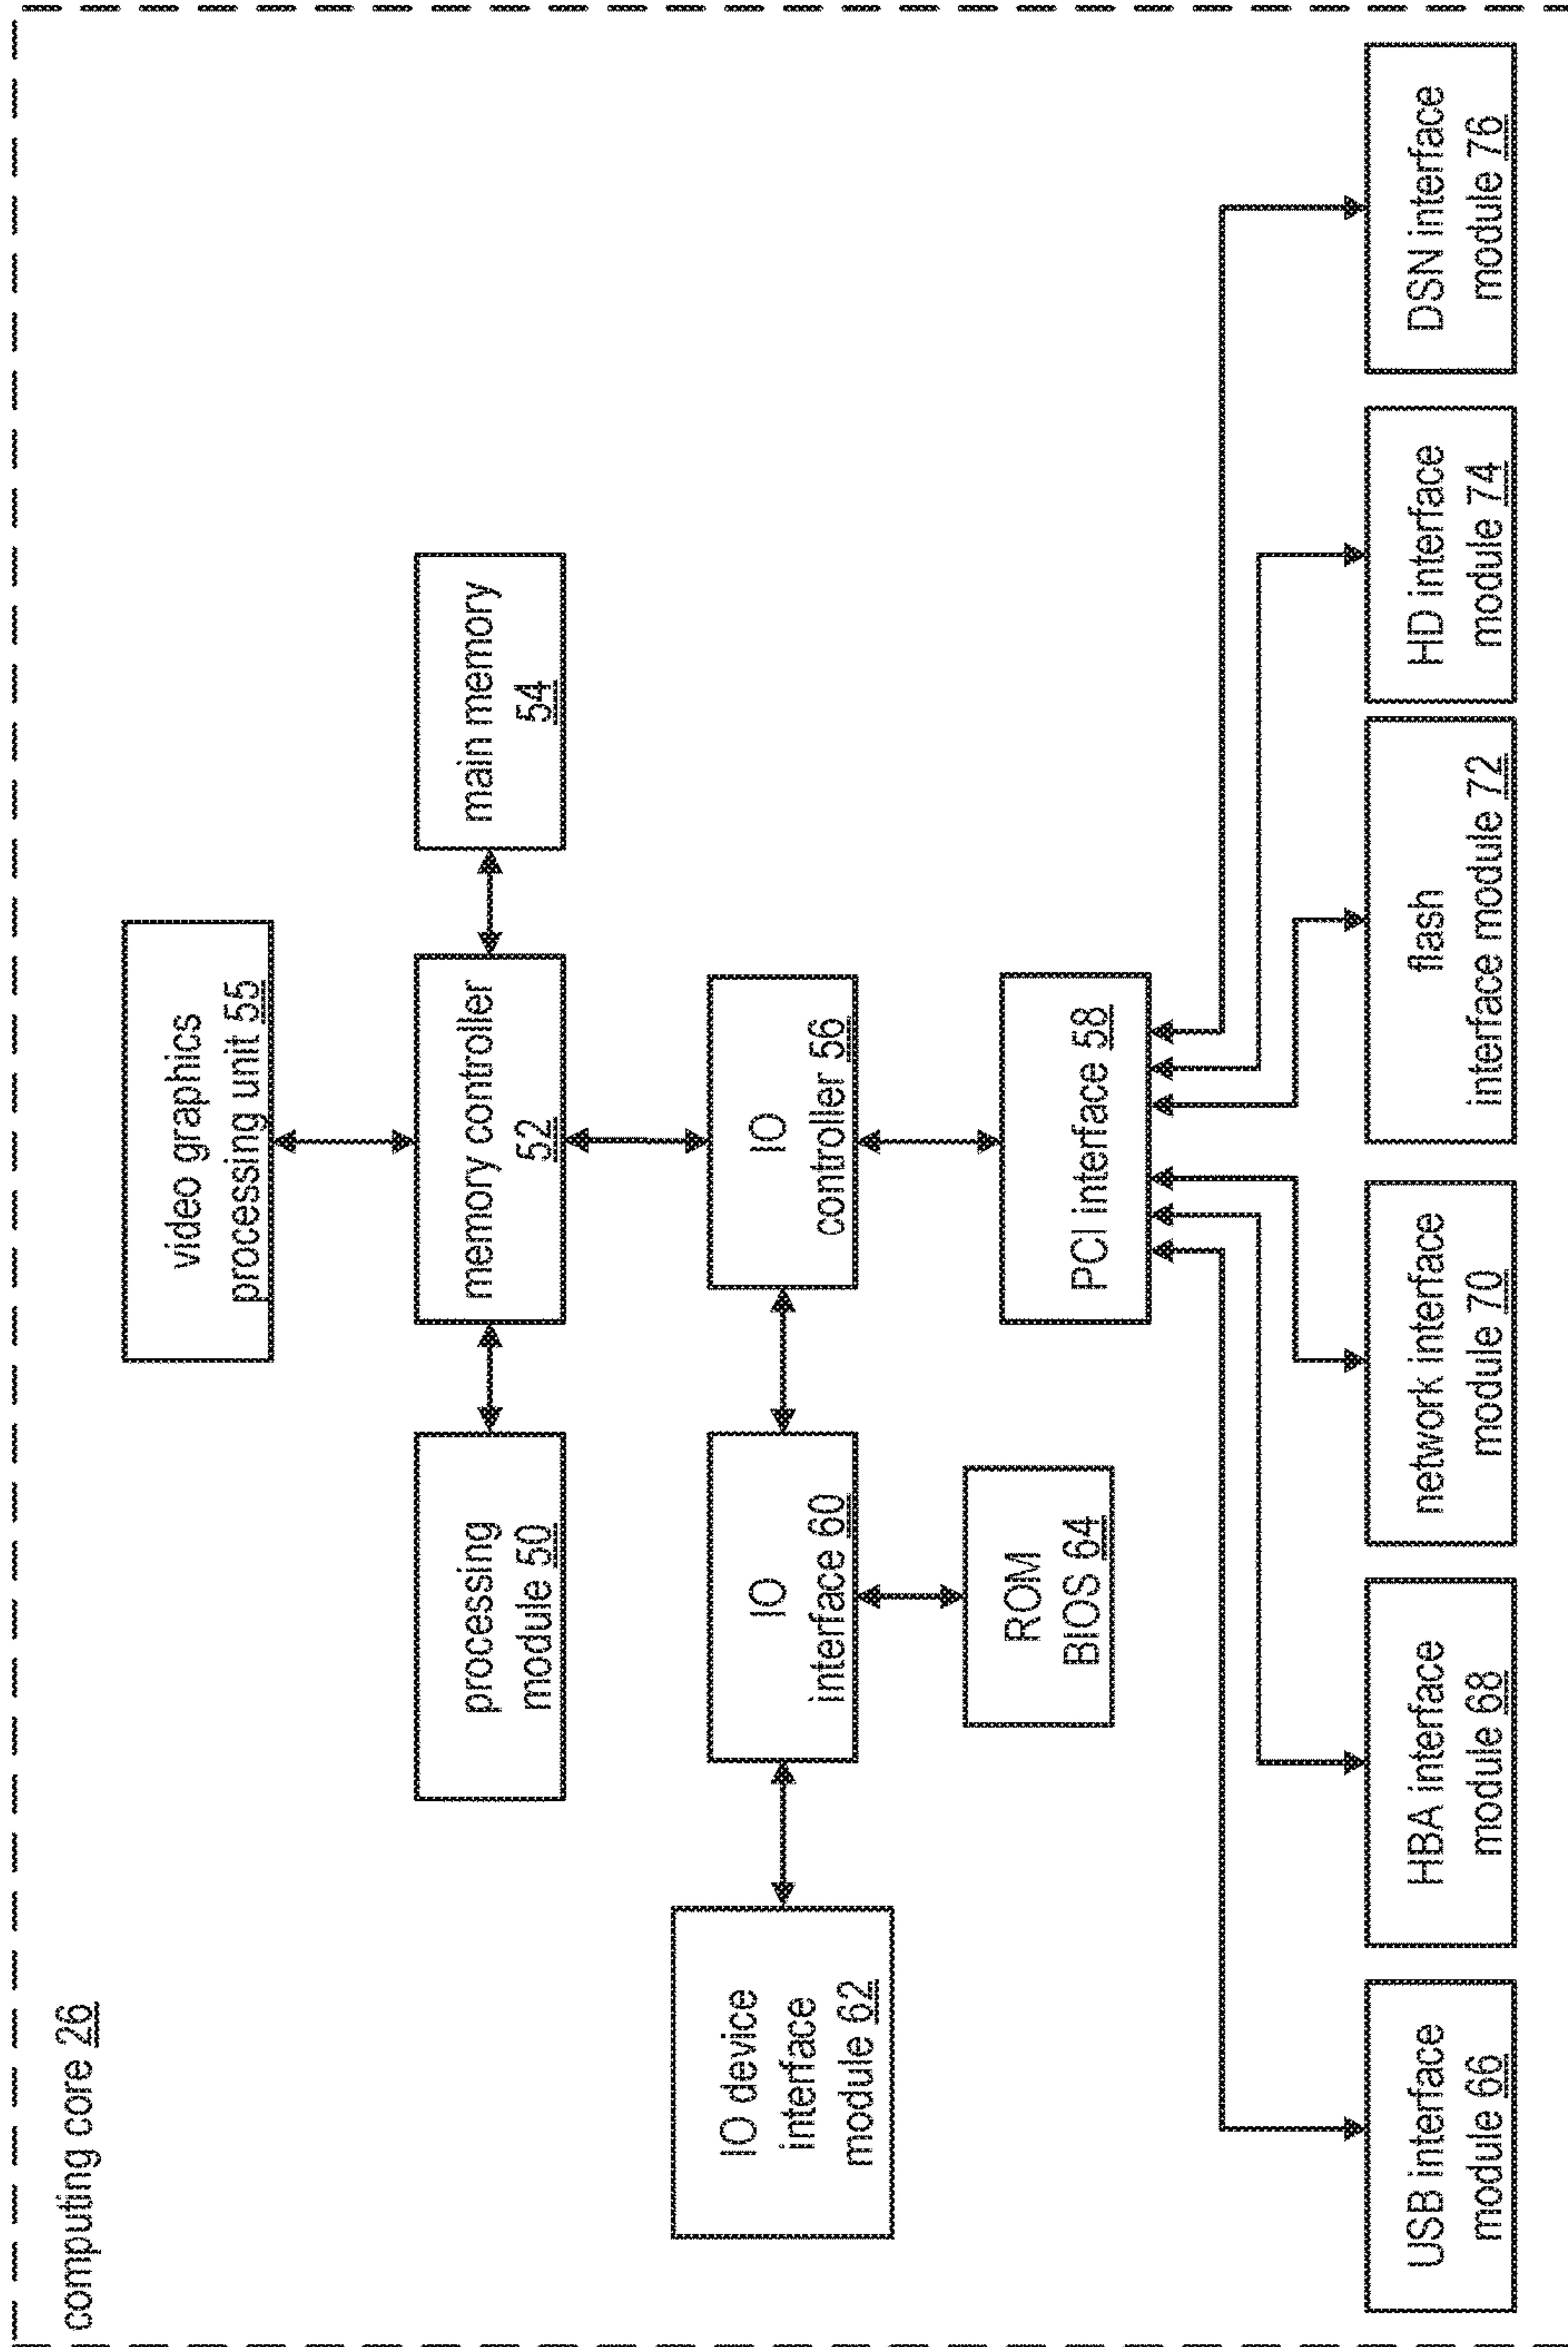 computing core 26
video graphics
processing unit 55
processing
module 50
memory controller
52
main memory
54
IO device
interface
module 62
IO
interface 60
IO
controller 56
ROM
BIOS 64
PCI interface 58
USB interface
module 66
HBA interface
module 68
network interface
module 70
flash
interface module 72
HD interface
module 74
DSN interface
module 76